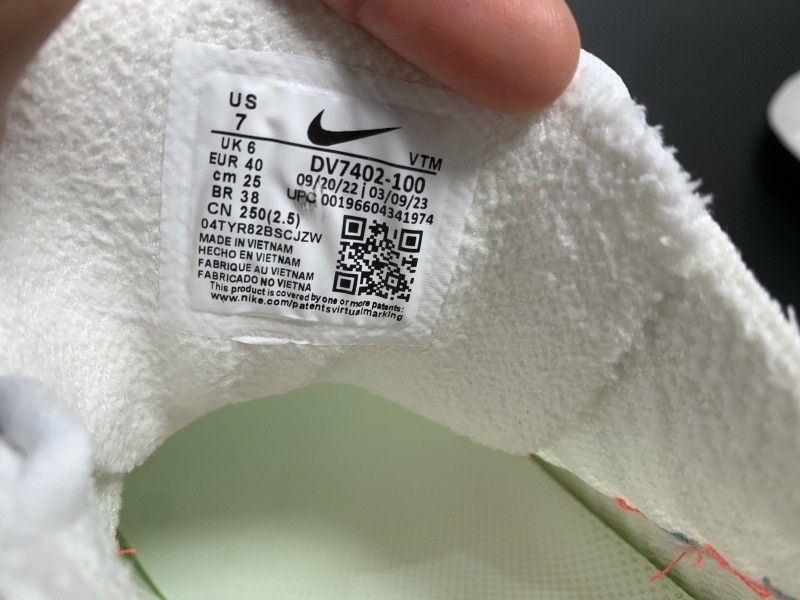 US
7
VTM
UK 6
EUR 40
cm 25
BR 38
CN 250(2.5)
DV7402-100
09/20/22 | 03/09/23
UPC 00196604341974
04TYR82BSCJZW
MADE IN VIETNAM
HECHO EN VIETNAM
FABRIQUE AU VIETNAM
FABRICADO NO VIETNA
This product is covered by one or more patents:
www.nike.com/patentsvirtualmarking